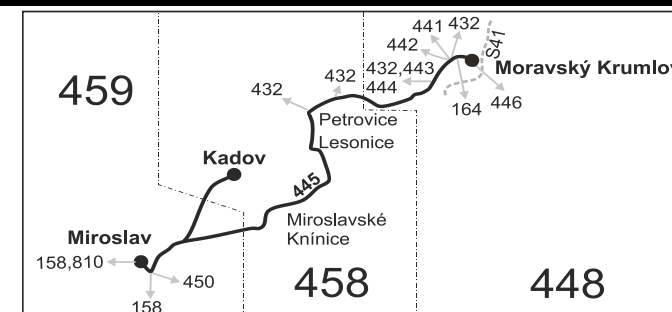 441 432
442
S41
432,443
444
Moravský Krumlov
164 446
459
432
432
Petrovice
Lesonice
Kadov
445
Miroslavské
Knínice
Miroslav
158,810
450
158
458
448